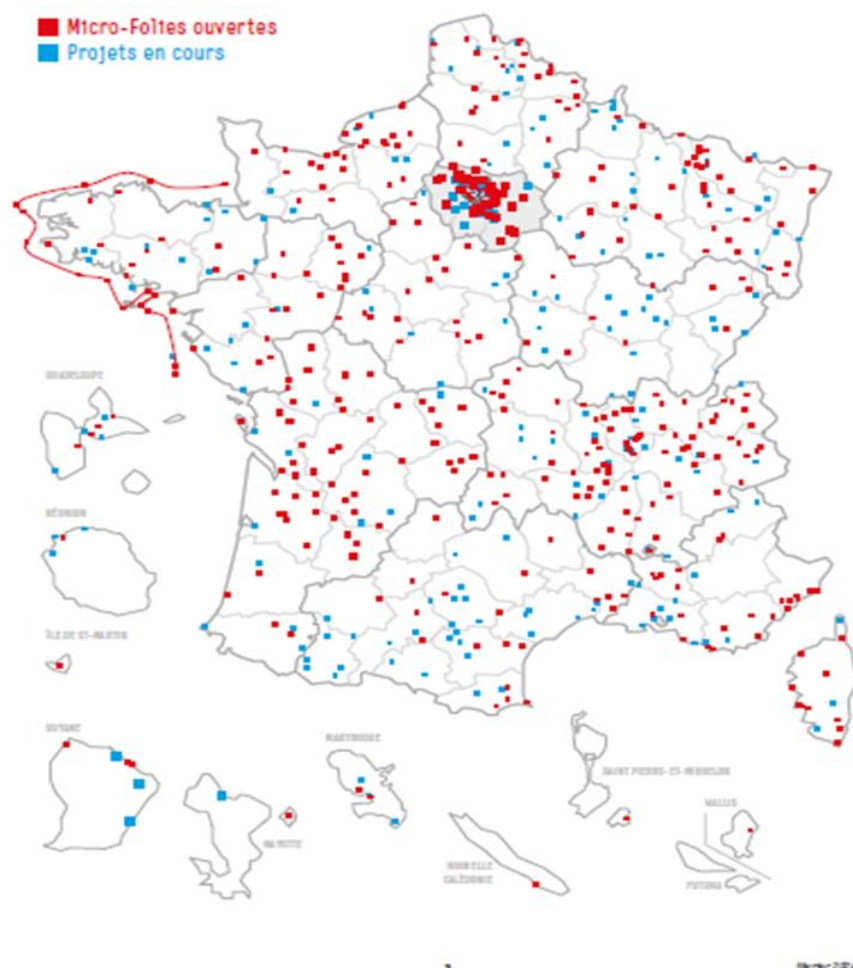 Micro-Folies ouvertes
Projets en cours
GUADELOUPE
RÉUNION
ÎLE DE ST-MARTIN
GUYANE
MARTINIQUE
SAINT PIERRE-ET-MIQUELON
MAYOTTE
WALLIS
NOUVELLE
CALÉDONIE
FUTUNA